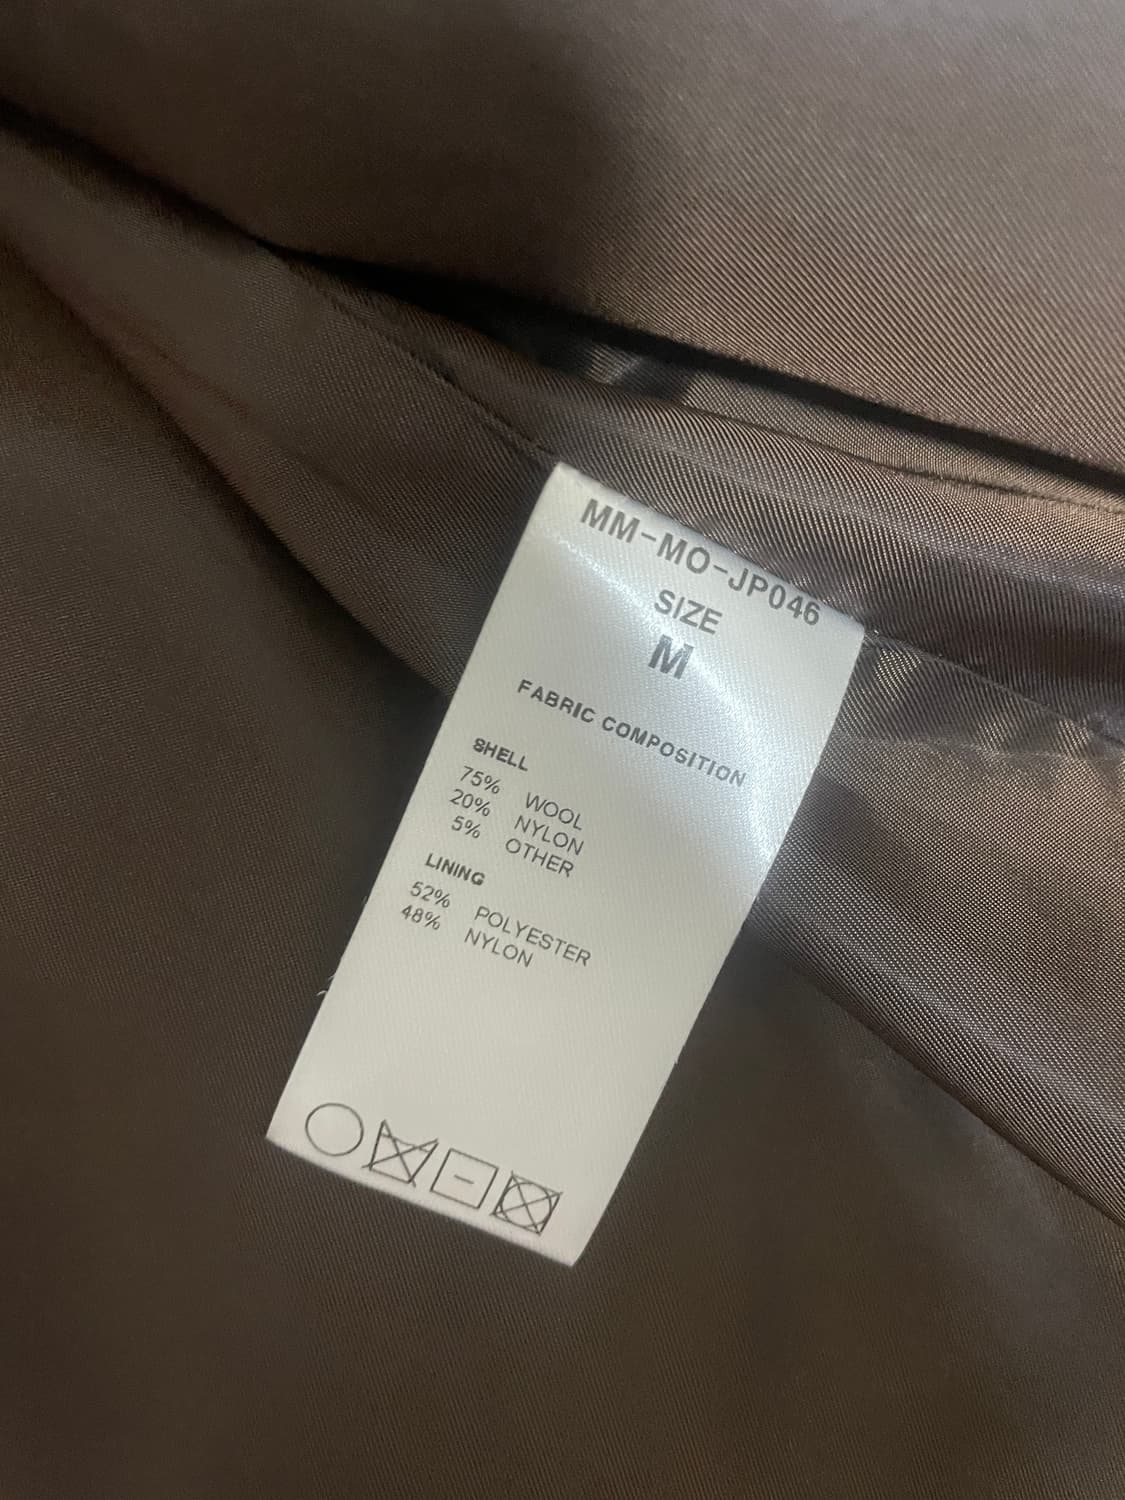 MM-MO-JP046
SIZE
M
FABRIC COMPOSITION
SHELL
75% WOOL
20% NYLON
5% OTHER
LINING
52% POLYESTER
48% NYLON